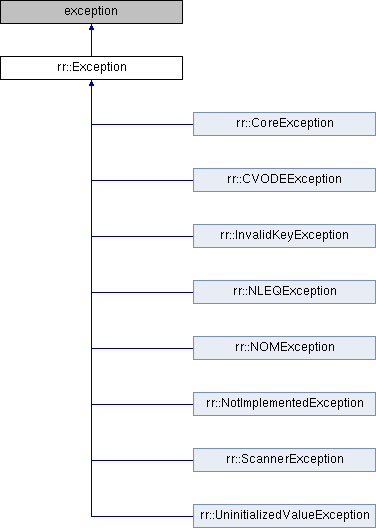 exception
rr::Exception
rr::CoreException
rr::CVODEException
rr::InvalidKeyException
rr::NLEQException
rr::NOMException
rr::NotImplementedException
rr::ScannerException
rr::UninitializedValueException